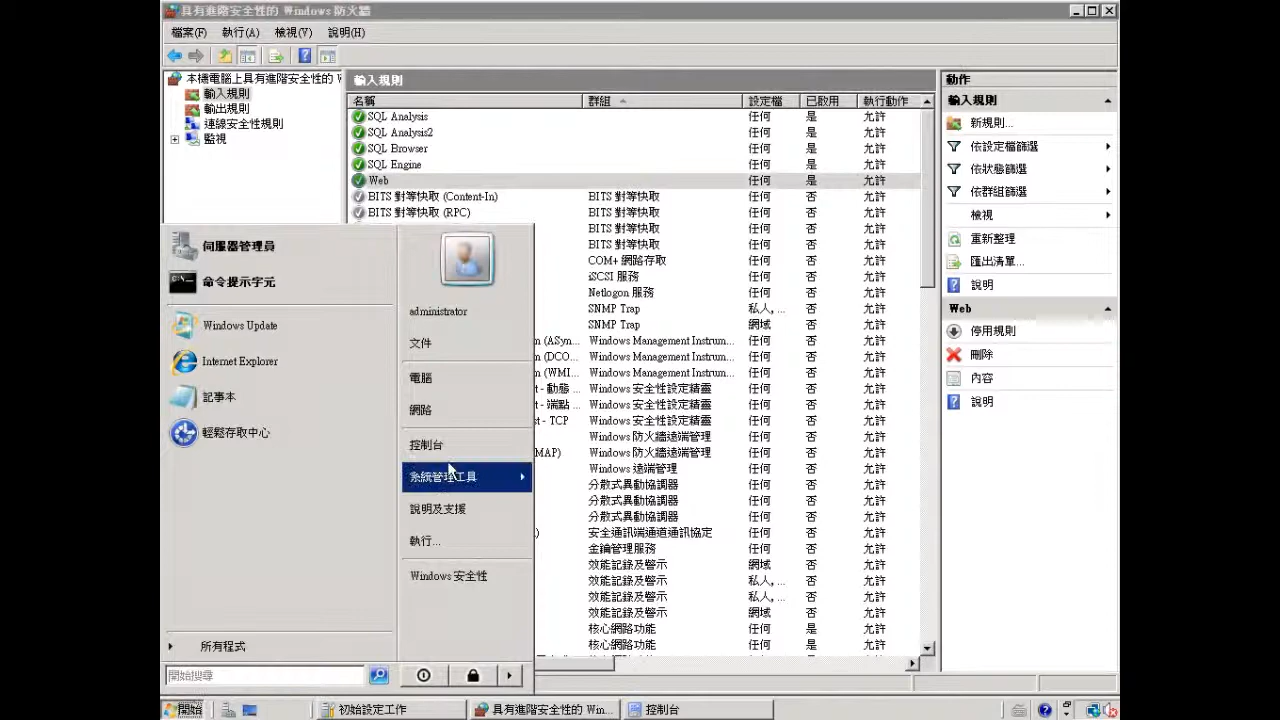 具有進階安全性的 Windows 防火牆
檔案(F) 執行(A) 檢視(V) 說明(H)
本機電腦上具有進階安全性的 W
輸入規則
輸出規則
連線安全性規則
監視
輸入規則
名稱 群組 設定檔 已啟用 執行動作
SQL Analysis 任何 是 允許
SQL Analysis2 任何 是 允許
SQL Browser 任何 是 允許
SQL Engine 任何 是 允許
Web 任何 是 允許
BITS 對等快取 (Content-In) BITS 對等快取 任何 否 允許
BITS 對等快取 (RPC) BITS 對等快取 任何 否 允許
BITS 對等快取 任何 否 允許
BITS 對等快取 任何 否 允許
COM+ 網路存取 任何 否 允許
iSCSI 服務 任何 否 允許
Netlogon 服務 任何 否 允許
SNMP Trap 私人, ... 否 允許
SNMP Trap 網域 否 允許
m (ASyn... Windows Management Instrum... 任何 否 允許
m (DCO... Windows Management Instrum... 任何 否 允許
m (WMI... Windows Management Instrum... 任何 否 允許
t - 動態 ... Windows 安全性設定精靈 任何 否 允許
t - 端點 ... Windows 安全性設定精靈 任何 否 允許
st - TCP Windows 安全性設定精靈 任何 否 允許
Windows 防火牆遠端管理 任何 否 允許
MAP) Windows 防火牆遠端管理 任何 否 允許
Windows 遠端管理 任何 否 允許
分散式異動協調器 任何 否 允許
分散式異動協調器 任何 否 允許
分散式異動協調器 任何 否 允許
) 安全通訊端通道通訊協定 任何 否 允許
金鑰管理服務 任何 否 允許
效能記錄及警示 網域 否 允許
效能記錄及警示 私人, ... 否 允許
效能記錄及警示 私人, ... 否 允許
效能記錄及警示 網域 否 允許
核心網路功能 任何 是 允許
核心網路功能 任何 是 允許
動作
輸入規則
新規則...
依設定檔篩選
依狀態篩選
依群組篩選
檢視
重新整理
匯出清單...
說明
Web
停用規則
刪除
內容
說明
伺服器管理員
命令提示字元
Windows Update
Internet Explorer
記事本
輕鬆存取中心
所有程式
開始搜尋
administrator
文件
電腦
網路
控制台
系統管理工具
說明及支援
執行...
Windows 安全性
開始 初始設定工作 具有進階安全性的 Win... 控制台